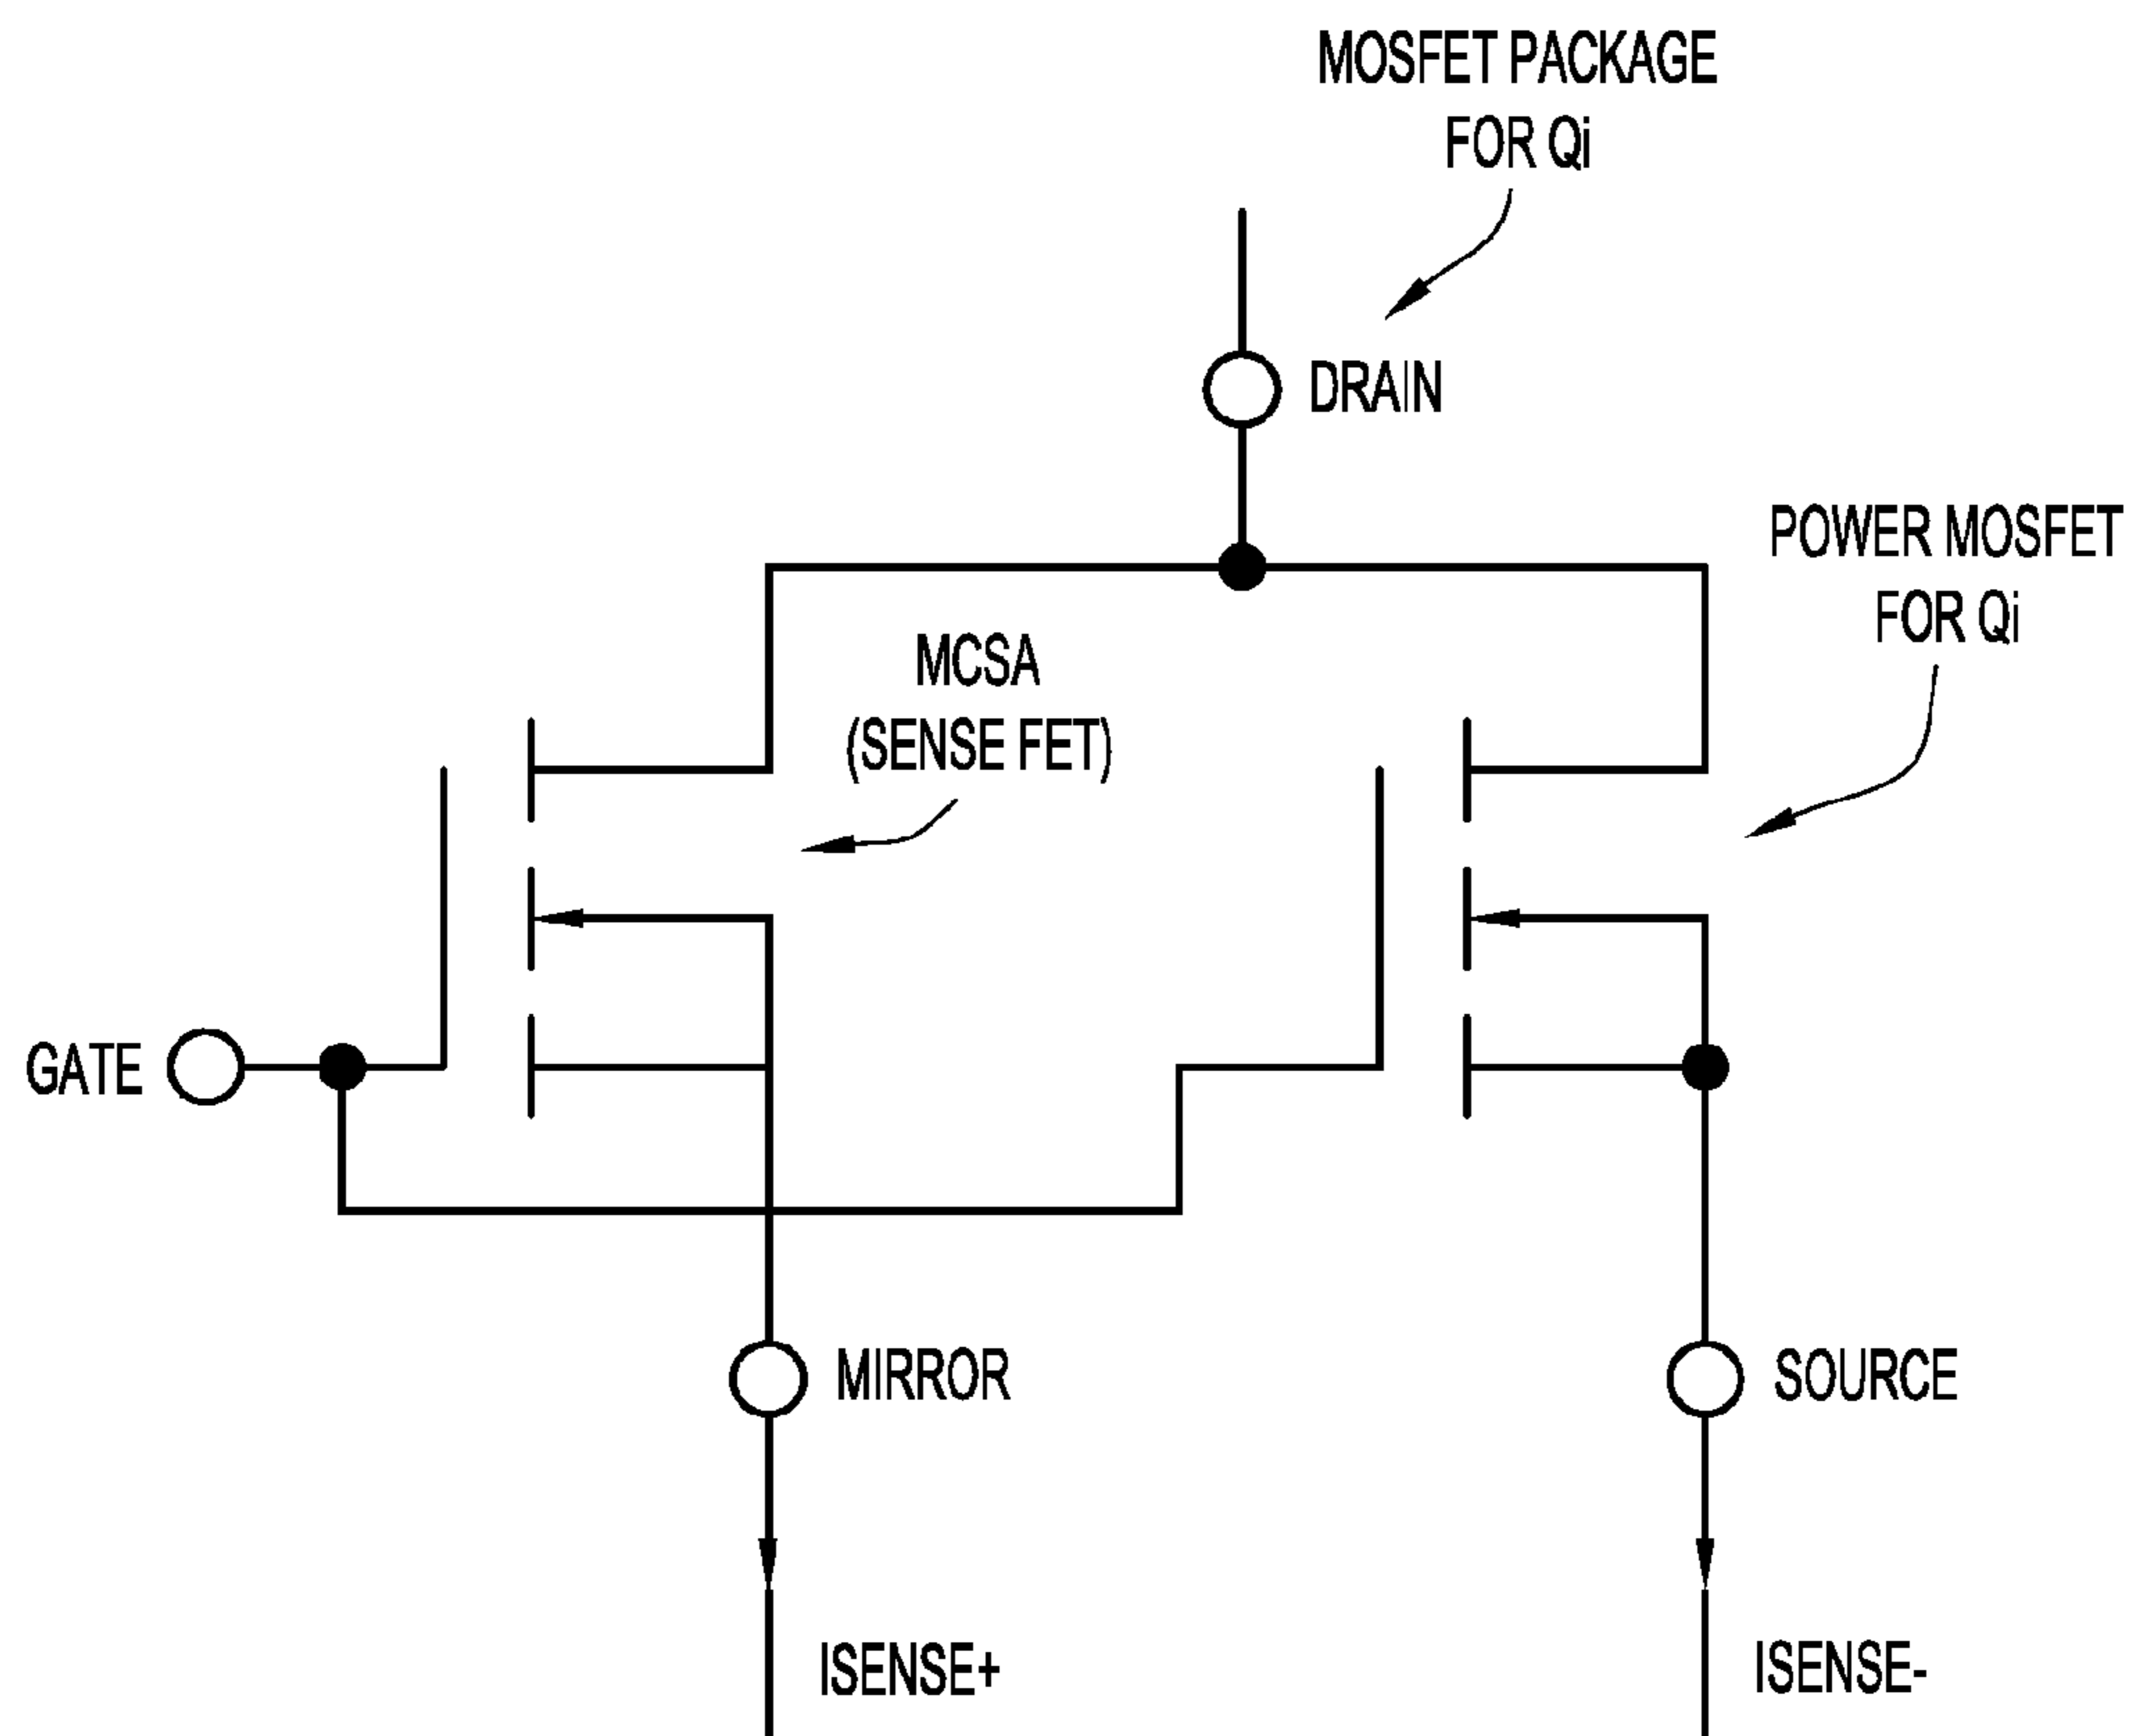 MOSFET PACKAGE
FOR Qi
DRAIN
POWER MOSFET
FOR Qi
MCSA
(SENSE FET)
GATE
MIRROR
SOURCE
ISENSE+
ISENSE-